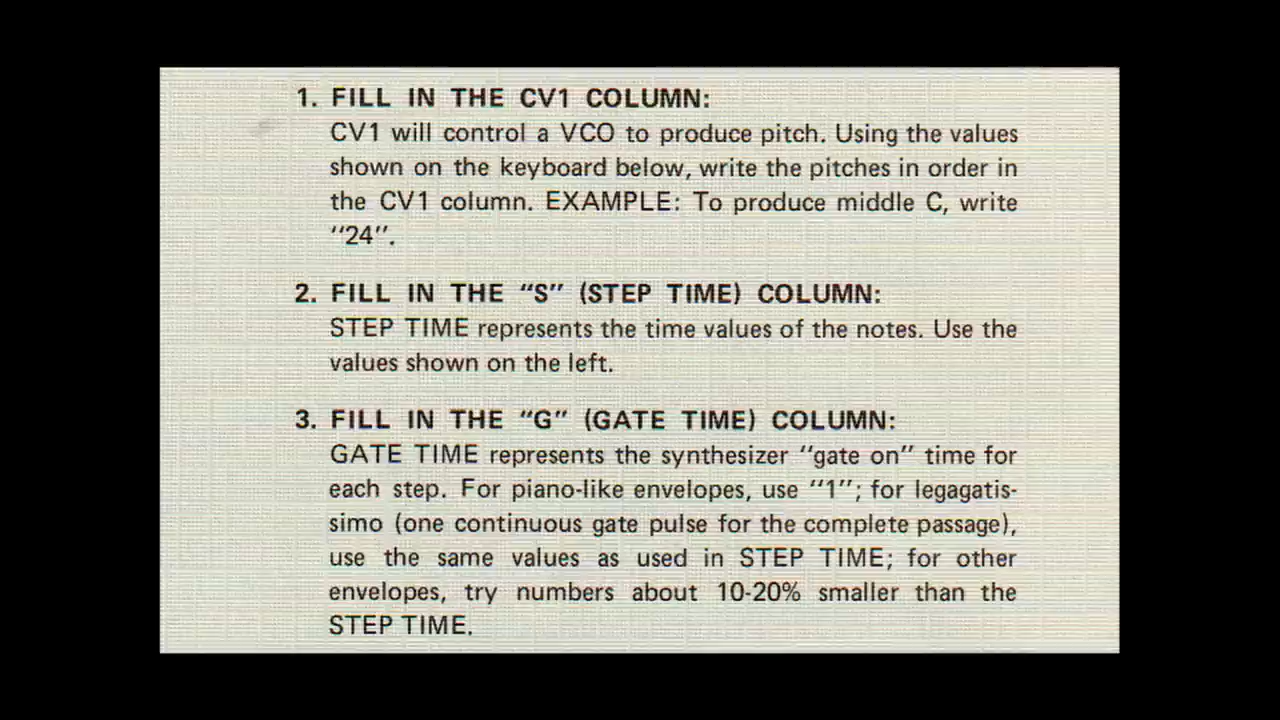 1. FILL IN THE CV1 COLUMN:
CV1 will control a VCO to produce pitch. Using the values
shown on the keyboard below, write the pitches in order in
the CV1 column. EXAMPLE: To produce middle C, write
"24".
2. FILL IN THE "S" (STEP TIME) COLUMN:
STEP TIME represents the time values of the notes. Use the
values shown on the left.
3. FILL IN THE "G" (GATE TIME) COLUMN:
GATE TIME represents the synthesizer "gate on" time for
each step. For piano-like envelopes, use "1"; for legagatis-
simo (one continuous gate pulse for the complete passage),
use the same values as used in STEP TIME; for other
envelopes, try numbers about 10-20% smaller than the
STEP TIME.